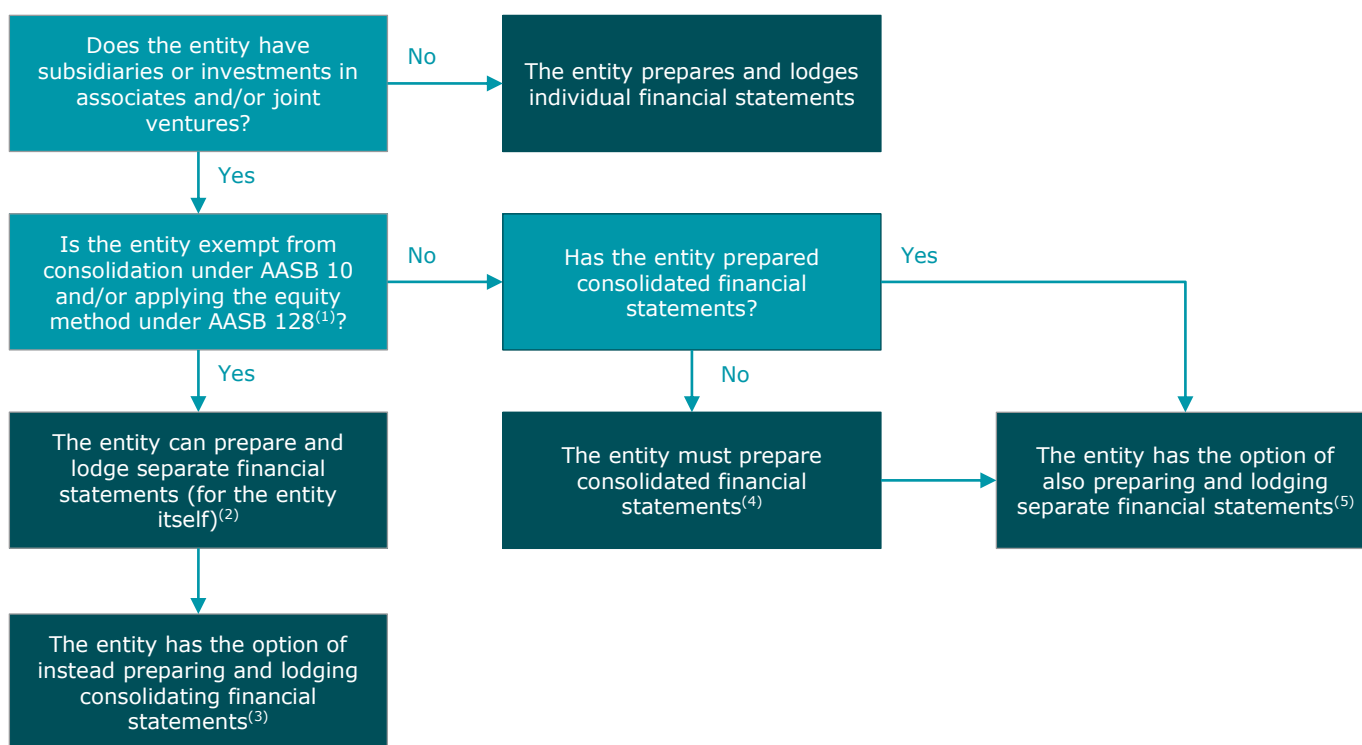 Does the entity have
subsidiaries or investments in
associates and/or joint
ventures?
No
The entity prepares and lodges
individual financial statements
Yes
Is the entity exempt from
consolidation under AASB 10
and/or applying the equity
method under AASB 128(1)?
No
Has the entity prepared
consolidated financial
statements?
Yes
Yes
No
The entity can prepare and
lodge separate financial
statements (for the entity
itself)(2)
The entity must prepare
consolidated financial
statements(4)
The entity has the option of
also preparing and lodging
separate financial statements(5)
The entity has the option of
instead preparing and lodging
consolidating financial
statements(3)